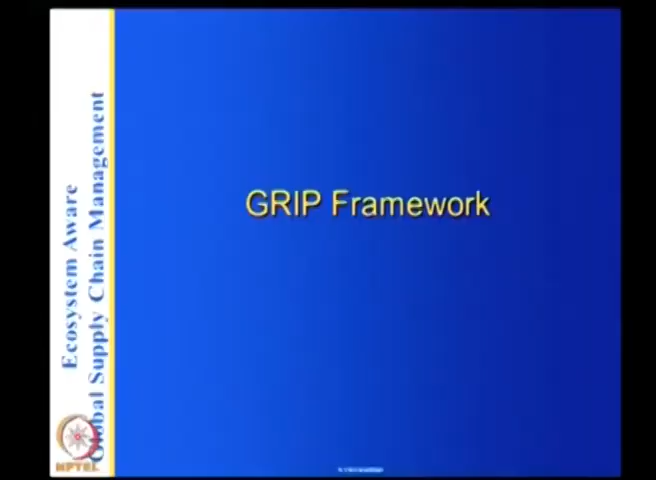 GRIP Framework
Ecosystem Aware
Global Supply Chain Management
NPTEL